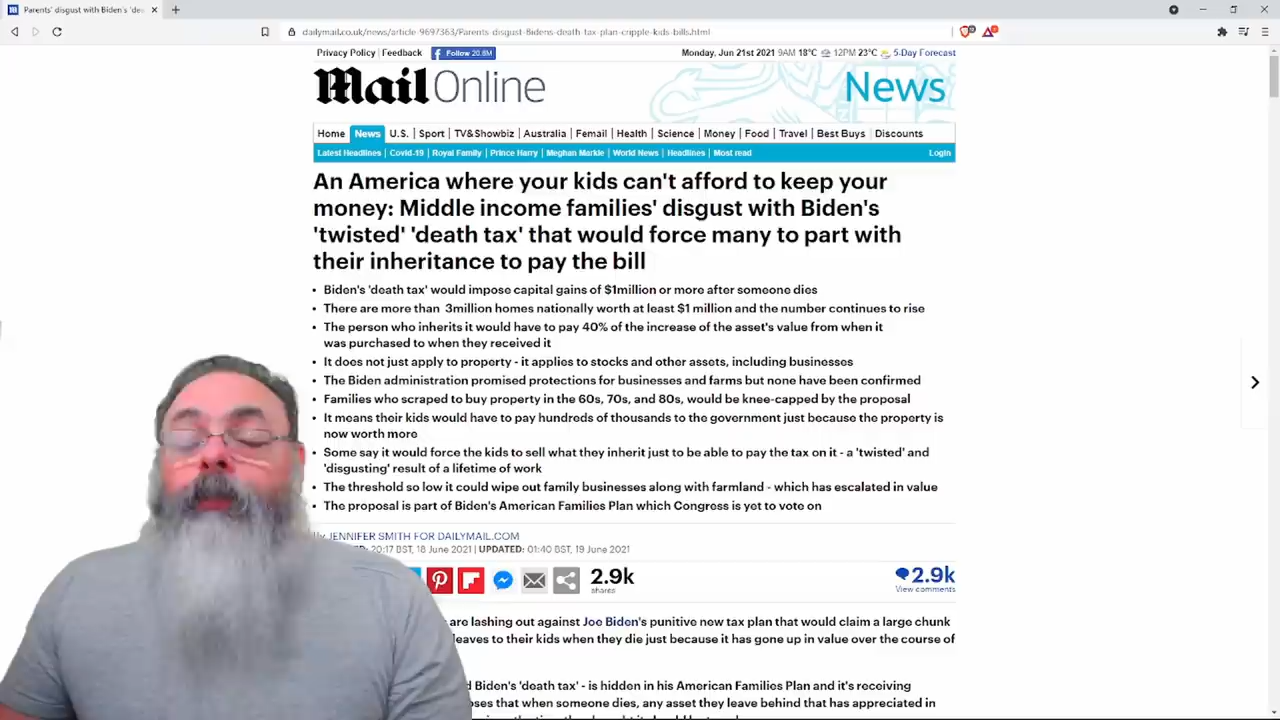 Parents' disgust with Biden's 'dea
dailymail.co.uk/news/article-9697363/Parents-disgust-Bidens-death-tax-plan-cripple-kids-bills.html
Privacy Policy Feedback Follow 20.6M Monday, Jun 21st 2021 9AM 18°C 12PM 23°C 5-Day Forecast
Mail Online News
Home News U.S. Sport TV&Showbiz Australia Femail Health Science Money Food Travel Best Buys Discounts
Latest Headlines Covid-19 Royal Family Prince Harry Meghan Markle World News Headlines Most read Login
An America where your kids can't afford to keep your
money: Middle income families' disgust with Biden's
'twisted' 'death tax' that would force many to part with
their inheritance to pay the bill
Biden's 'death tax' would impose capital gains of $1million or more after someone dies
There are more than 3million homes nationally worth at least $1 million and the number continues to rise
The person who inherits it would have to pay 40% of the increase of the asset's value from when it
was purchased to when they received it
It does not just apply to property - it applies to stocks and other assets, including businesses
The Biden administration promised protections for businesses and farms but none have been confirmed
Families who scraped to buy property in the 60s, 70s, and 80s, would be knee-capped by the proposal
It means their kids would have to pay hundreds of thousands to the government just because the property is
now worth more
Some say it would force the kids to sell what they inherit just to be able to pay the tax on it - a 'twisted' and
'disgusting' result of a lifetime of work
The threshold so low it could wipe out family businesses along with farmland - which has escalated in value
The proposal is part of Biden's American Families Plan which Congress is yet to vote on
JENNIFER SMITH FOR DAILYMAIL.COM
20:17 BST, 18 June 2021 | UPDATED: 01:40 BST, 19 June 2021
2.9k
shares
2.9k
View comments
are lashing out against Joe Biden's punitive new tax plan that would claim a large chunk
leaves to their kids when they die just because it has gone up in value over the course of
Biden's 'death tax' - is hidden in his American Families Plan and it's receiving
that when someone dies, any asset they leave behind that has appreciated in